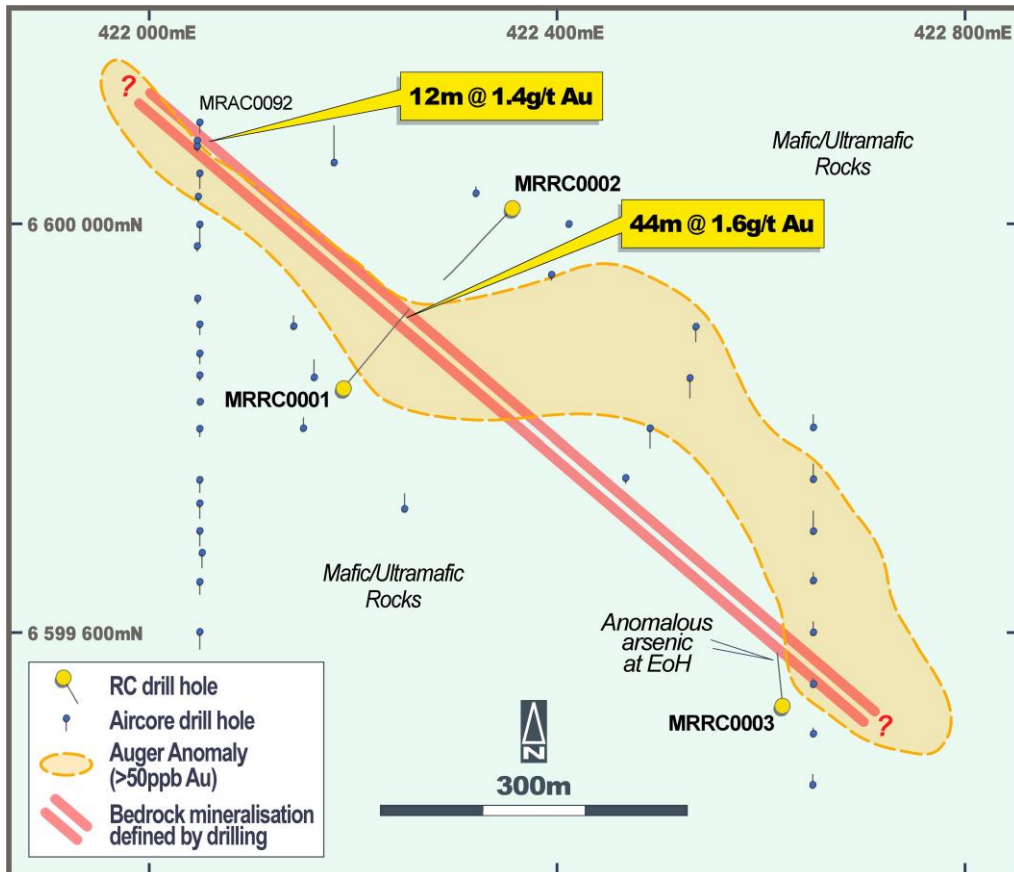 422 000mE
422 400mE
422 800mE
?
MRAC0092
12m @ 1.4g/t Au
Mafic/Ultramafic
Rocks
MRRC0002
6 600 000mN
44m @ 1.6g/t Au
MRRC0001
Mafic/Ultramafic
Rocks
6 599 600mN
Anomalous
arsenic
at EoH
MRRC0003
?
RC drill hole
Aircore drill hole
Auger Anomaly
(>50ppb Au)
Bedrock mineralisation
defined by drilling
N
300m